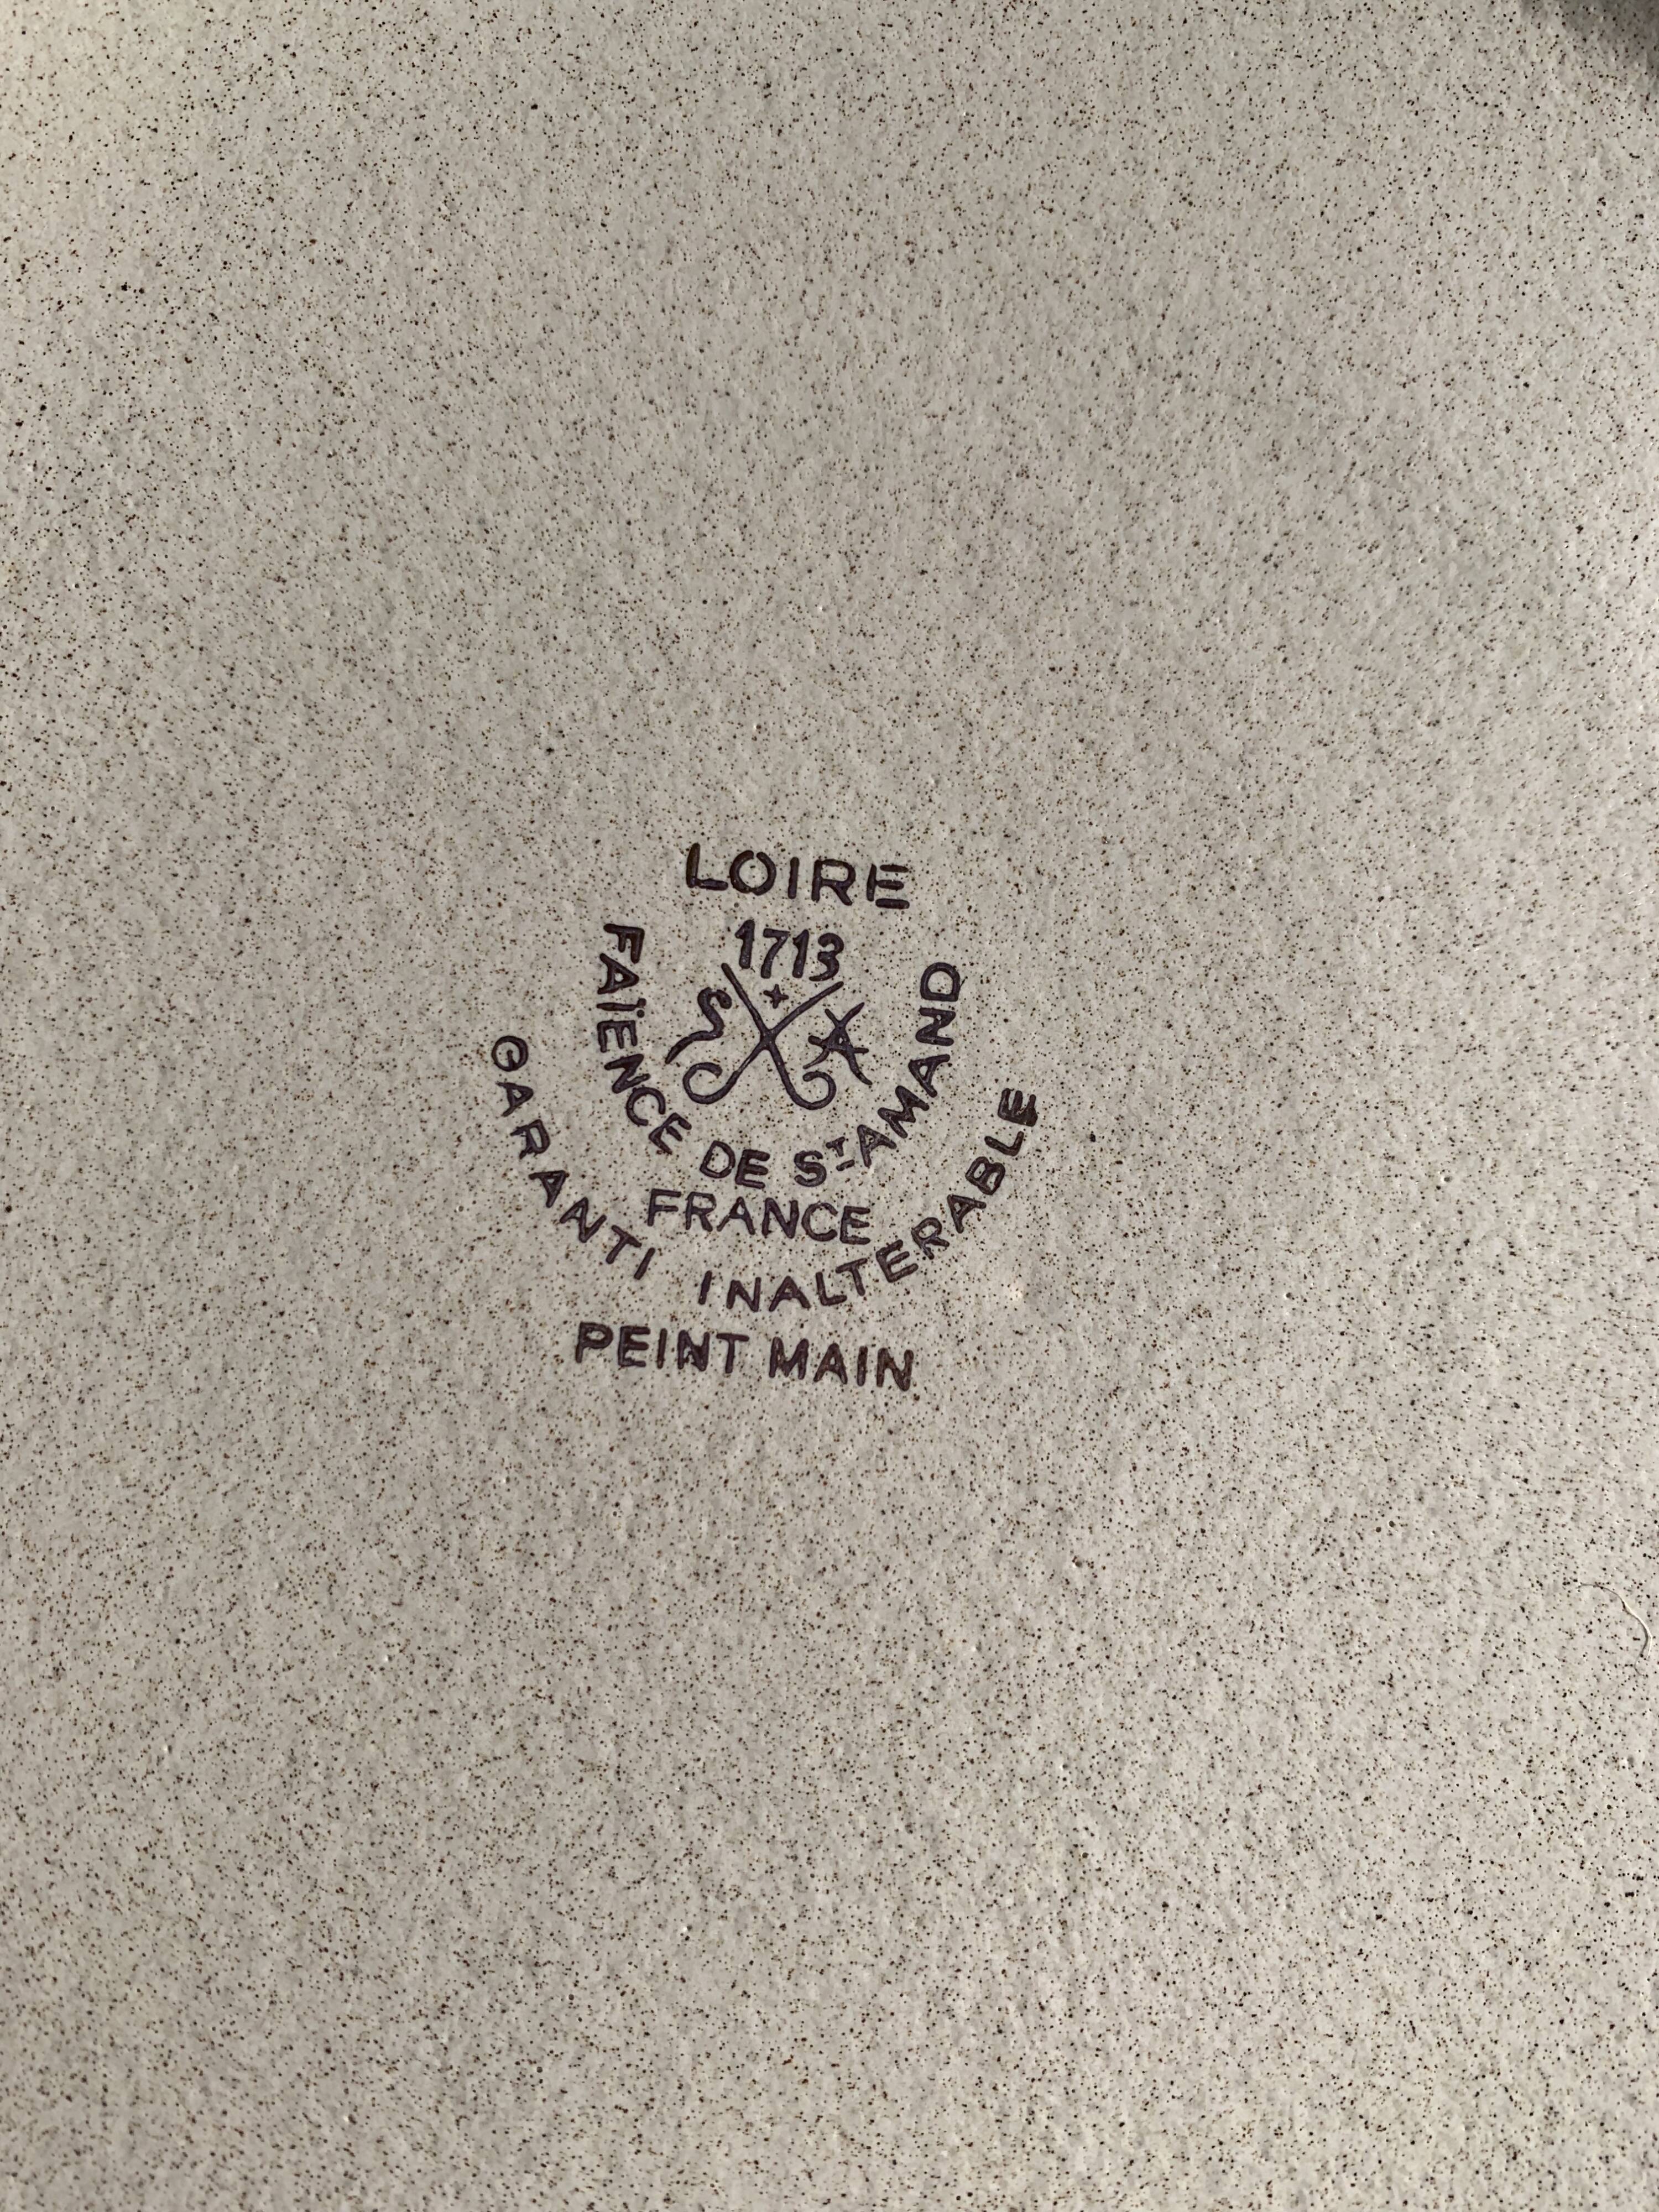 LOIRE
1713
S A
FAÏENCE DE ST AMAND
FRANCE
GARANTI INALTERABLE
PEINT MAIN